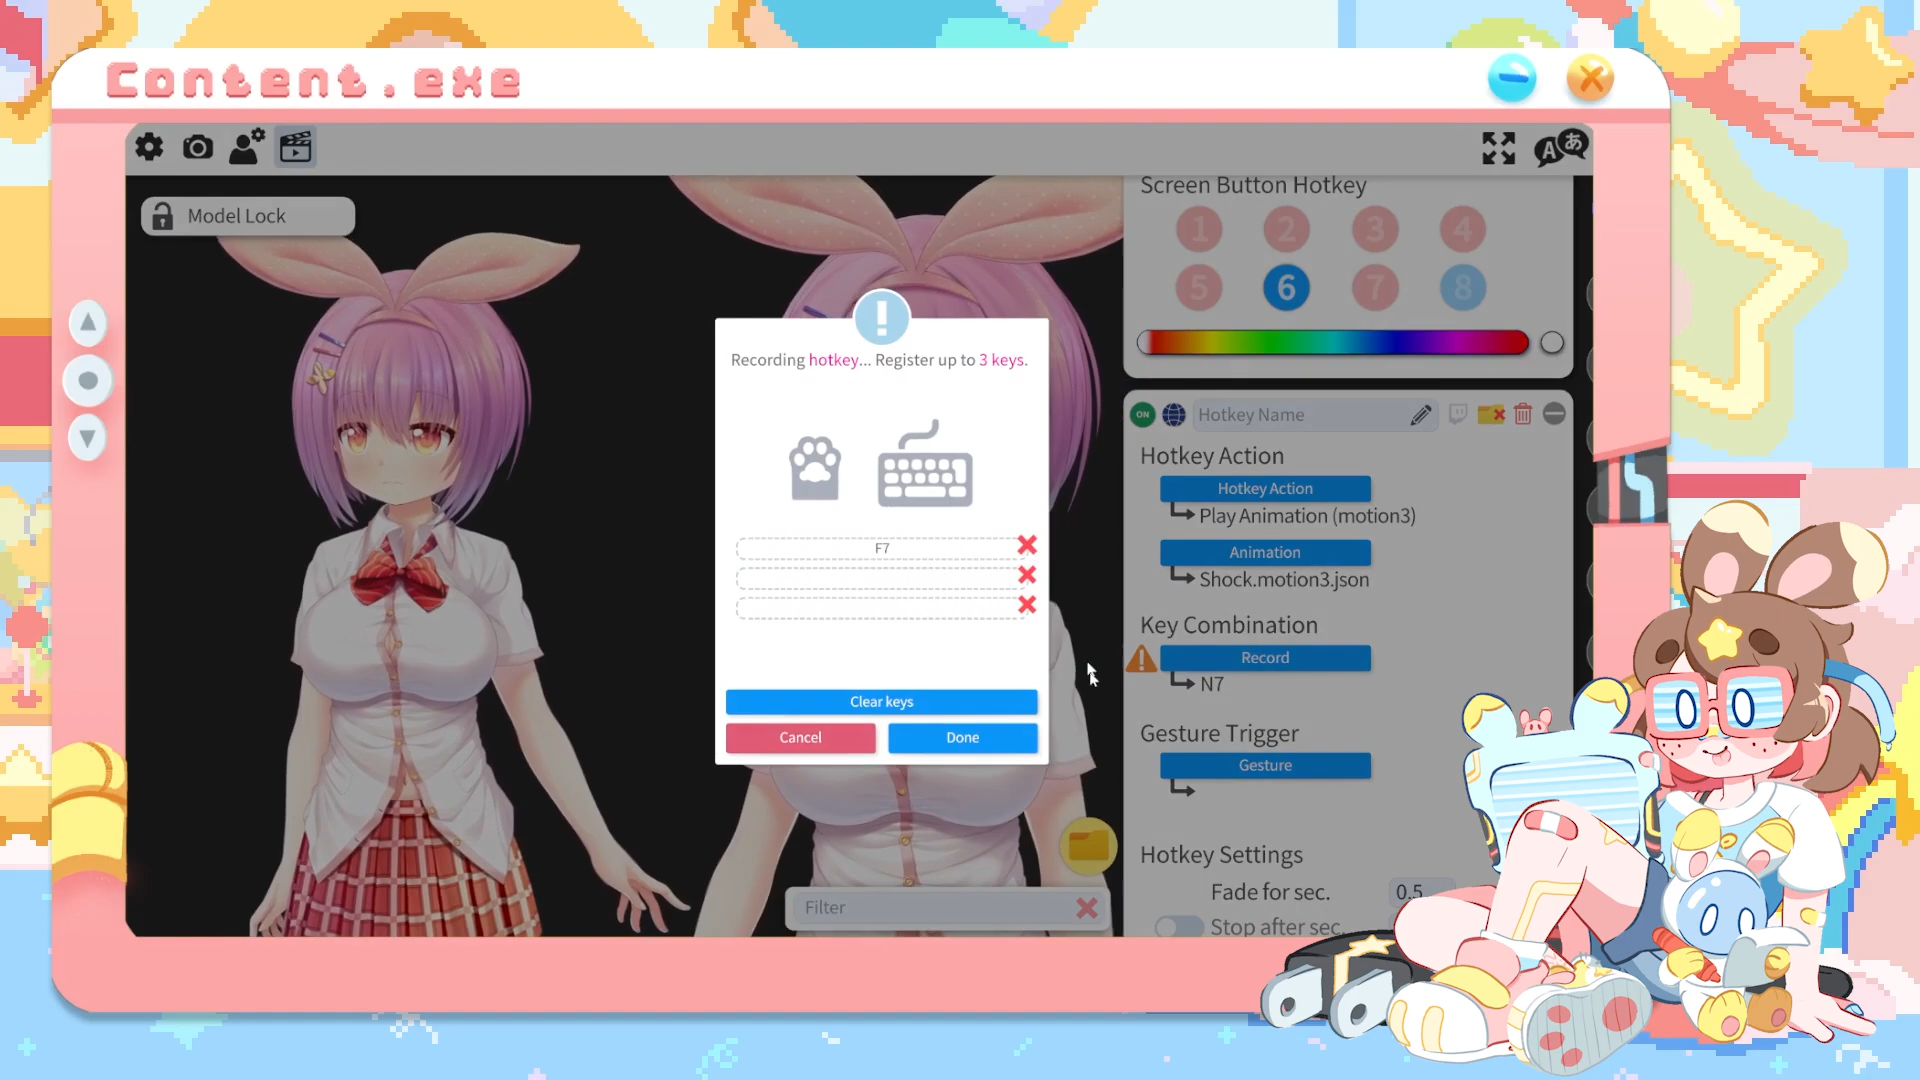 Content.exe
Model Lock
Screen Button Hotkey
1 2 3 4
5 6 7 8
Recording hotkey... Register up to 3 keys.
F7
Clear keys
Cancel
Done
Filter
ON
Hotkey Name
Hotkey Action
Hotkey Action
Play Animation (motion3)
Animation
Shock.motion3.json
Key Combination
Record
N7
Gesture Trigger
Gesture
Hotkey Settings
Fade for sec. 0.5
Stop after sec.
A あ